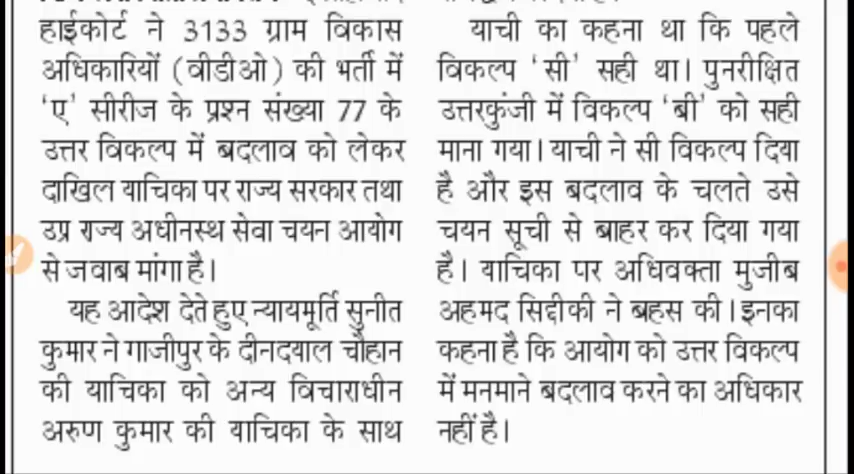 हाईकोर्ट ने 3133 ग्राम विकास
अधिकारियों (वीडीओ) की भर्ती में
'ए' सीरीज के प्रश्न संख्या 77 के
उत्तर विकल्प में बदलाव को लेकर
दाखिल याचिका पर राज्य सरकार तथा
उप्र राज्य अधीनस्थ सेवा चयन आयोग
से जवाब मांगा है।
यह आदेश देते हुए न्यायमूर्ति सुनीत
कुमार ने गाजीपुर के दीनदयाल चौहान
की याचिका को अन्य विचाराधीन
अरुण कुमार की याचिका के साथ
याची का कहना था कि पहले
विकल्प 'सी' सही था। पुनरीक्षित
उत्तरकुंजी में विकल्प 'बी' को सही
माना गया। याची ने सी विकल्प दिया
है और इस बदलाव के चलते उसे
चयन सूची से बाहर कर दिया गया
है। याचिका पर अधिवक्ता मुजीब
अहमद सिद्दीकी ने बहस की। इनका
कहना है कि आयोग को उत्तर विकल्प
में मनमाने बदलाव करने का अधिकार
नहीं है।